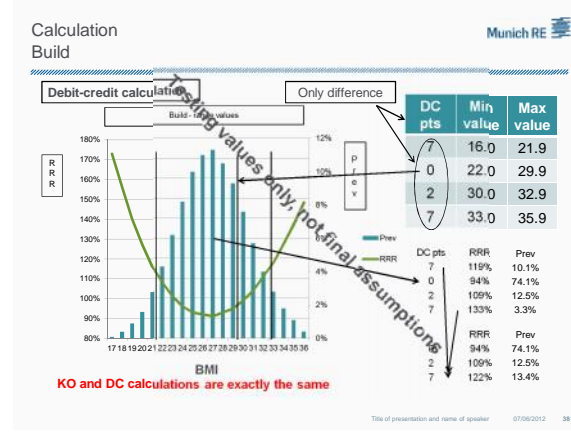 Calculation
Build
Munich RE
Debit-credit calculation
Only difference
Build - range values
Testing values only, not final assumptions
DC pts Min value Max value
7 16.0 21.9
0 22.0 29.9
2 30.0 32.9
7 33.0 35.9
RRR
Prev
180%
170%
160%
150%
140%
130%
120%
110%
100%
90%
80%
12%
10%
8%
6%
4%
2%
0%
Prev
RRR
17 18 19 20 21 22 23 24 25 26 27 28 29 30 31 32 33 34 35 36
BMI
DC pts RRR Prev
7 119% 10.1%
0 94% 74.1%
2 109% 12.5%
7 133% 3.3%
RRR Prev
94% 74.1%
2 109% 12.5%
7 122% 13.4%
KO and DC calculations are exactly the same
Title of presentation and name of speaker 07/06/2012 38